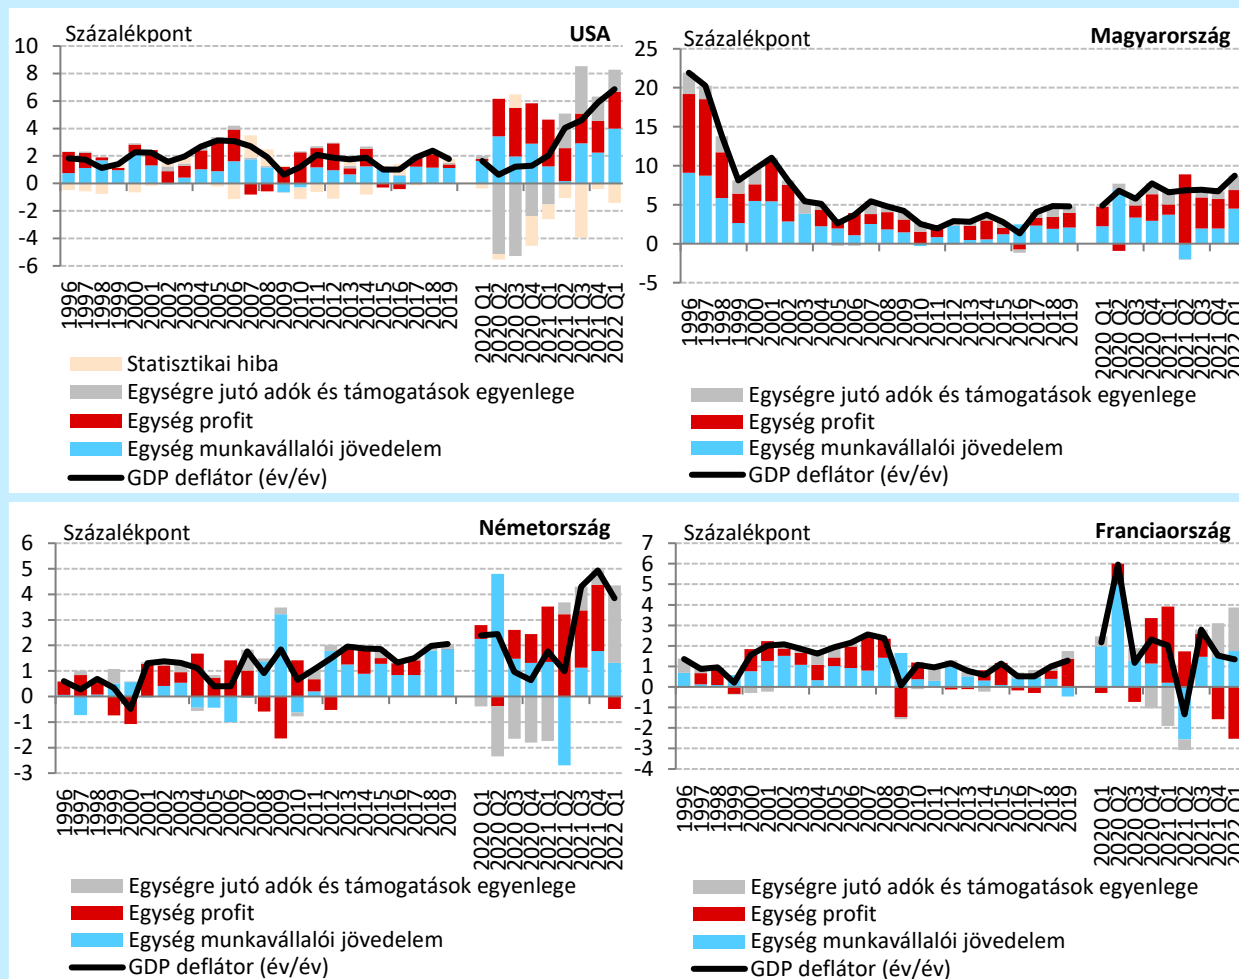 Százalékpont
USA
10
8
6
4
2
0
-2
-4
-6
1996
1997
1998
1999
2000
2001
2002
2003
2004
2005
2006
2007
2008
2009
2010
2011
2012
2013
2014
2015
2016
2017
2018
2019
2020 Q1
2020 Q2
2020 Q3
2020 Q4
2021 Q1
2021 Q2
2021 Q3
2021 Q4
2022 Q1
Statisztikai hiba
Egységre jutó adók és támogatások egyenlege
Egység profit
Egység munkavállalói jövedelem
GDP deflátor (év/év)
Százalékpont
Magyarország
25
20
15
10
5
0
-5
1996
1997
1998
1999
2000
2001
2002
2003
2004
2005
2006
2007
2008
2009
2010
2011
2012
2013
2014
2015
2016
2017
2018
2019
2020 Q1
2020 Q2
2020 Q3
2020 Q4
2021 Q1
2021 Q2
2021 Q3
2021 Q4
2022 Q1
Egységre jutó adók és támogatások egyenlege
Egység profit
Egység munkavállalói jövedelem
GDP deflátor (év/év)
Százalékpont
Németország
6
5
4
3
2
1
0
-1
-2
-3
1996
1997
1998
1999
2000
2001
2002
2003
2004
2005
2006
2007
2008
2009
2010
2011
2012
2013
2014
2015
2016
2017
2018
2019
2020 Q1
2020 Q2
2020 Q3
2020 Q4
2021 Q1
2021 Q2
2021 Q3
2021 Q4
2022 Q1
Egységre jutó adók és támogatások egyenlege
Egység profit
Egység munkavállalói jövedelem
GDP deflátor (év/év)
Százalékpont
Franciaország
7
6
5
4
3
2
1
0
-1
-2
-3
-4
1996
1997
1998
1999
2000
2001
2002
2003
2004
2005
2006
2007
2008
2009
2010
2011
2012
2013
2014
2015
2016
2017
2018
2019
2020 Q1
2020 Q2
2020 Q3
2020 Q4
2021 Q1
2021 Q2
2021 Q3
2021 Q4
2022 Q1
Egységre jutó adók és támogatások egyenlege
Egység profit
Egység munkavállalói jövedelem
GDP deflátor (év/év)